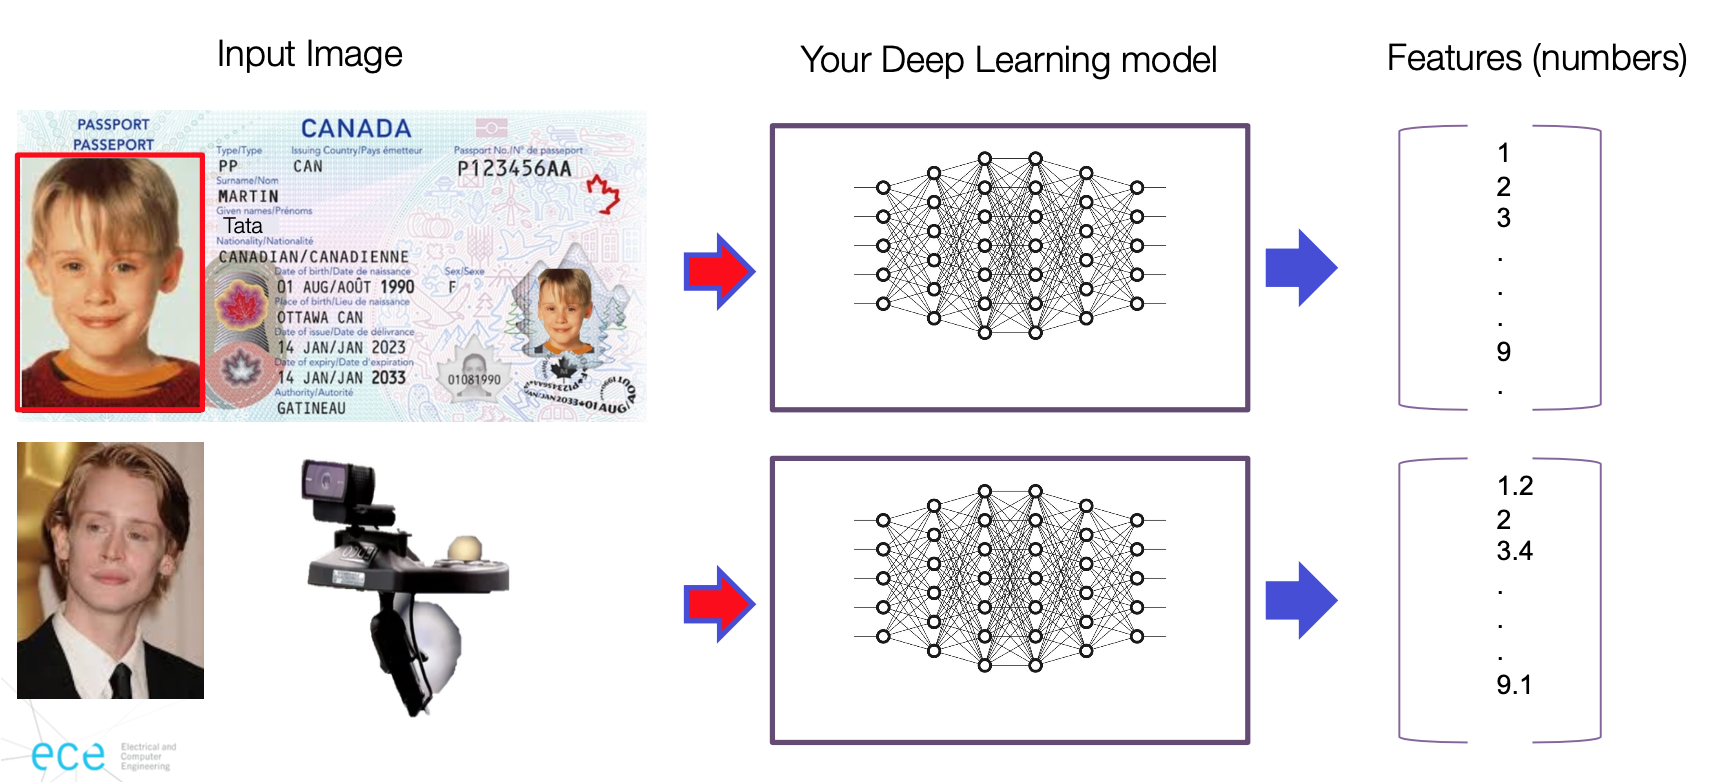 Input Image
Your Deep Learning model
Features (numbers)
PASSPORT
PASSEPORT
CANADA
Type/Type
Issuing Country/Pays émetteur
Passport No./N° de passeport
PP
CAN
P123456AA
Surname/Nom
MARTIN
Given names/Prénoms
Tata
Nationality/Nationalité
CANADIAN/CANADIENNE
Date of birth/Date de naissance
Sex/Sexe
01 AUG/AOÛT 1990
F
Place of birth/Lieu de naissance
OTTAWA CAN
Date of issue/Date de délivrance
14 JAN/JAN 2023
Date of expiry/Date d'expiration
14 JAN/JAN 2033
01081990
Authority/Autorité
GATINEAU
1
2
3
.
.
.
9
.
1.2
2
3.4
.
.
.
9.1
ece
Electrical and
Computer
Engineering